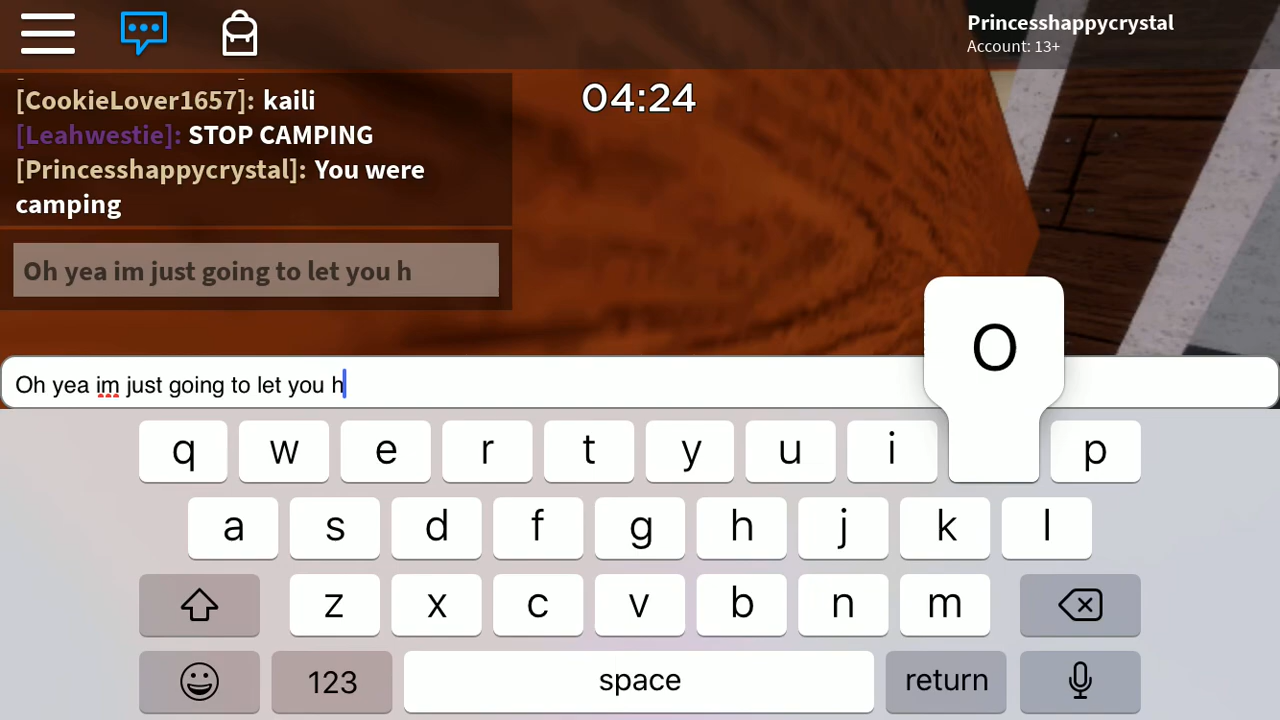 Princesshappycrystal
Account: 13+
04:24
[CookieLover1657]: kaili
[Leahwestie]: STOP CAMPING
[Princesshappycrystal]: You were
camping
Oh yea im just going to let you h
Oh yea im just going to let you h
O
q w e r t y u i p
a s d f g h j k l
z x c v b n m
123 space return